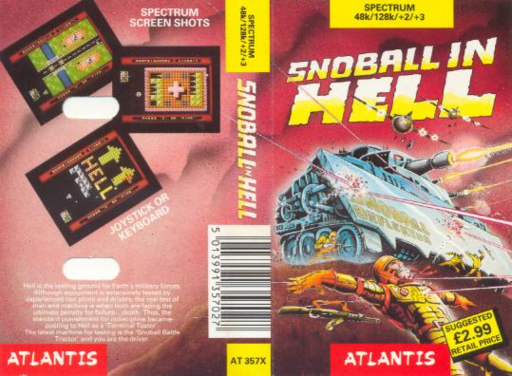 SPECTRUM
SCREEN SHOTS
JOYSTICK OR
KEYBOARD
Hell is the testing ground for Earth's military forces.
Although equipment is extensively tested by
experienced test pilots and drivers, the real test of
man and machine is when both are facing the
ultimate penalty for failure... death. Thus, the
standard punishment for indiscipline became
posting to Hell as a 'Terminal Taster'
The latest machine for testing is the 'Snoball Battle
Tractor' and you are the driver.
ATLANTIS
SPECTRUM
48k/128k/+2/+3
SNOBALL IN HELL
5 013991 357027
AT 357X
SPECTRUM
48k/128k/+2/+3
SNOBALL IN
HELL
SUGGESTED
£2.99
RETAIL PRICE
ATLANTIS